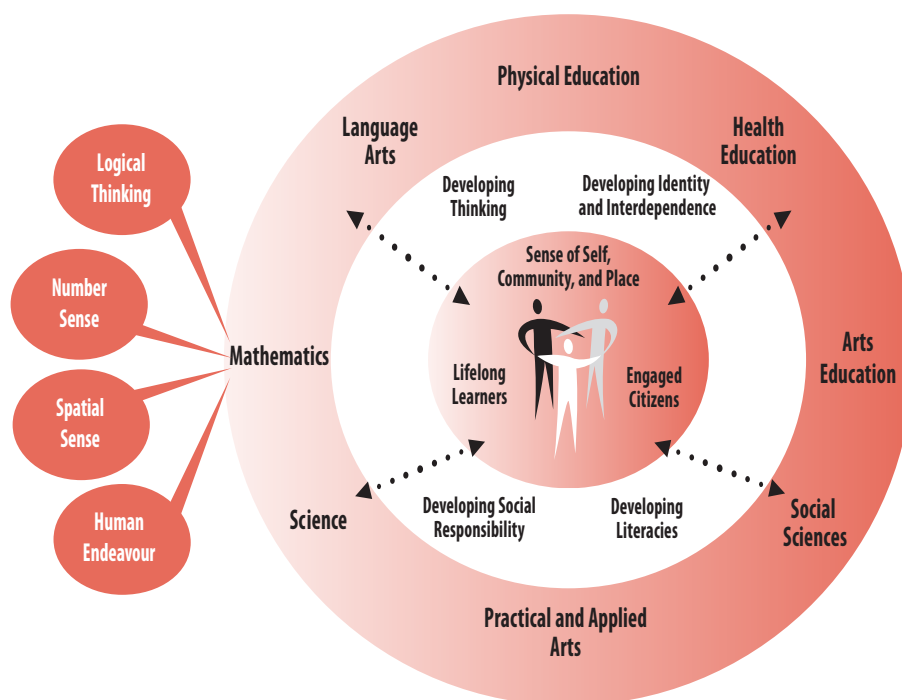 Physical Education
Language
Arts
Health
Education
Logical
Thinking
Developing
Thinking
Developing Identity
and Interdependence
Sense of Self,
Community, and Place
Number
Sense
Mathematics
Arts
Education
Lifelong
Learners
Engaged
Citizens
Spatial
Sense
Science
Developing Social
Responsibility
Developing
Literacies
Social
Sciences
Human
Endeavour
Practical and Applied
Arts